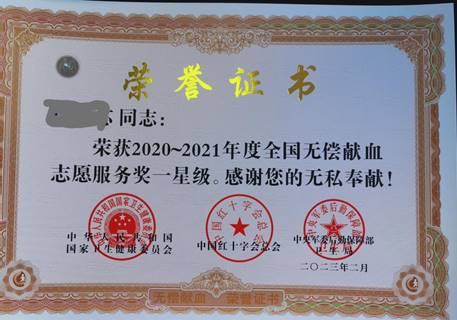 荣誉证书
同志：
荣获2020~2021年度全国无偿献血
志愿服务奖一星级。感谢您的无私奉献！
中华人民共和国
国家卫生健康委员会
中国红十字会总会
中央军委后勤保障部
卫生局
二〇二三年二月
无偿献血 荣誉证书